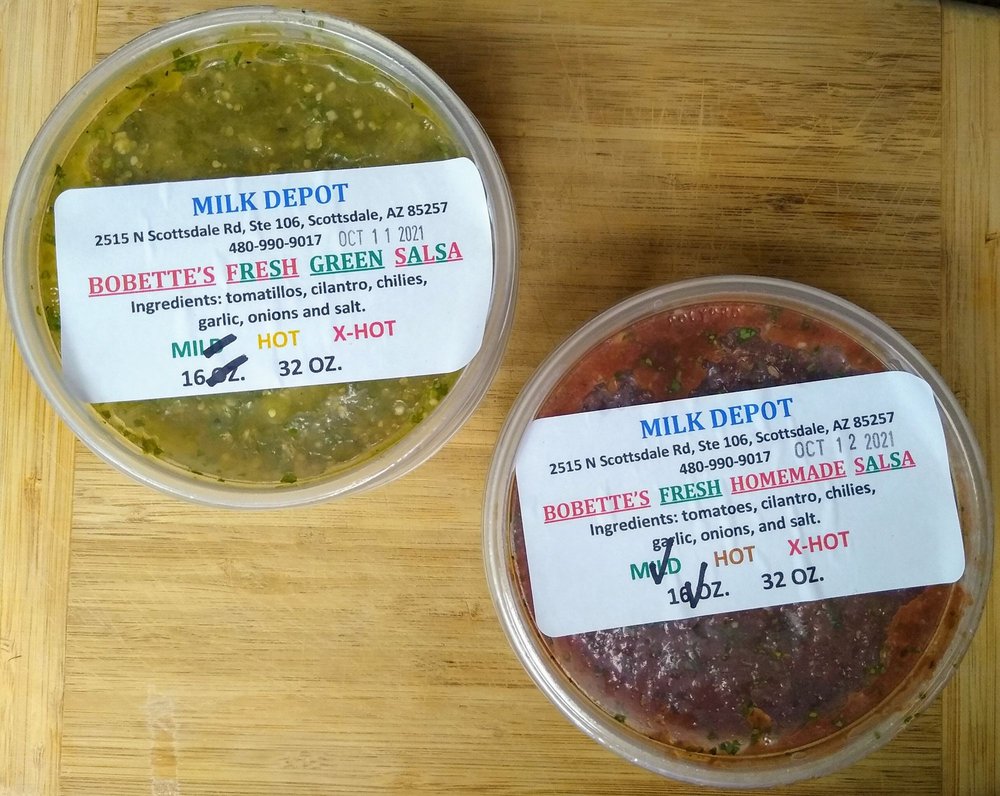 MILK DEPOT
2515 N Scottsdale Rd, Ste 106, Scottsdale, AZ 85257
480-990-9017 OCT 11 2021
BOBETTE'S FRESH GREEN SALSA
Ingredients: tomatillos, cilantro, chilies,
garlic, onions and salt.
MILD HOT X-HOT
16 OZ. 32 OZ.
MILK DEPOT
2515 N Scottsdale Rd, Ste 106, Scottsdale, AZ 85257
480-990-9017 OCT 12 2021
BOBETTE'S FRESH HOMEMADE SALSA
Ingredients: tomatoes, cilantro, chilies,
garlic, onions, and salt.
MILD HOT X-HOT
16 OZ. 32 OZ.